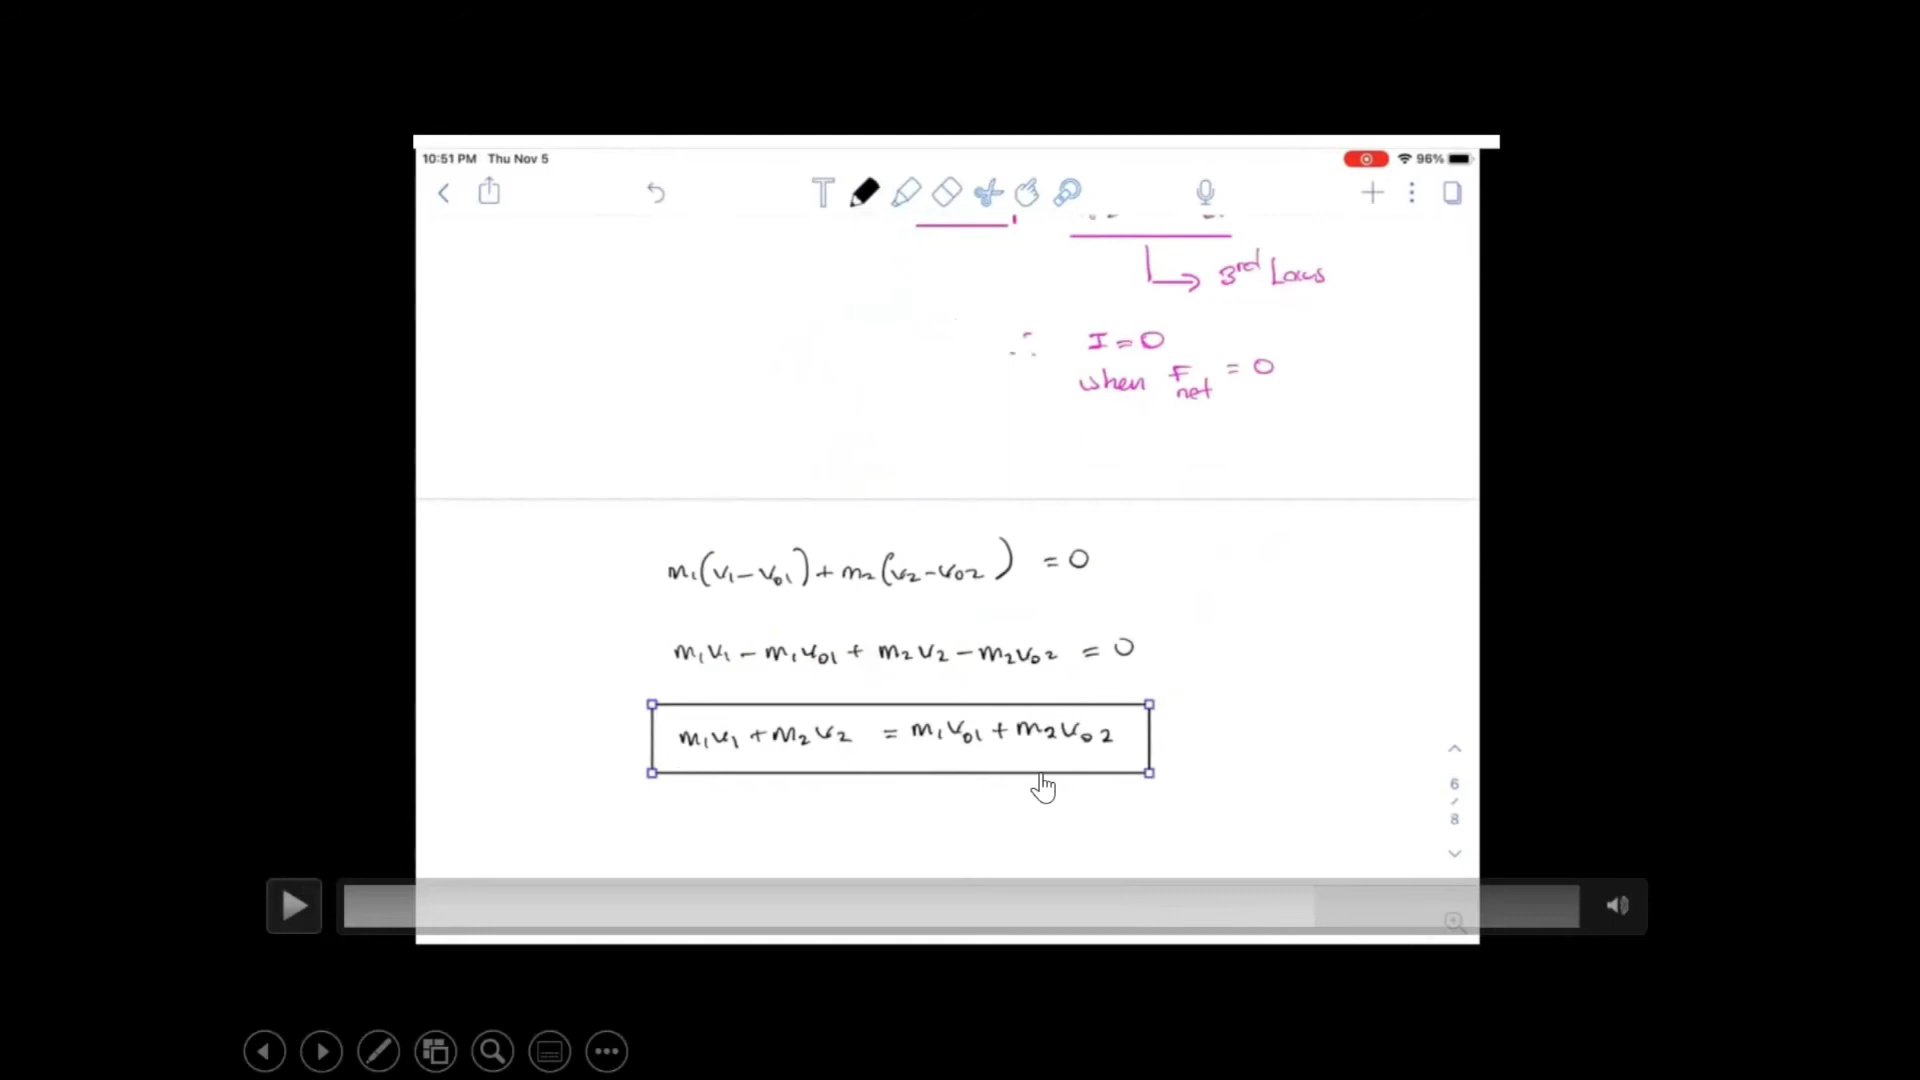 10:51 PM Thu Nov 5
96%
3rd Laws
∴ I = 0
when Fnet = 0
m₁(v₁-v₀₁)+m₂(v₂-v₀₂) = 0
m₁v₁ - m₁v₀₁ + m₂v₂ - m₂v₀₂ = 0
m₁v₁ + m₂v₂ = m₁v₀₁ + m₂v₀₂
6
/
8